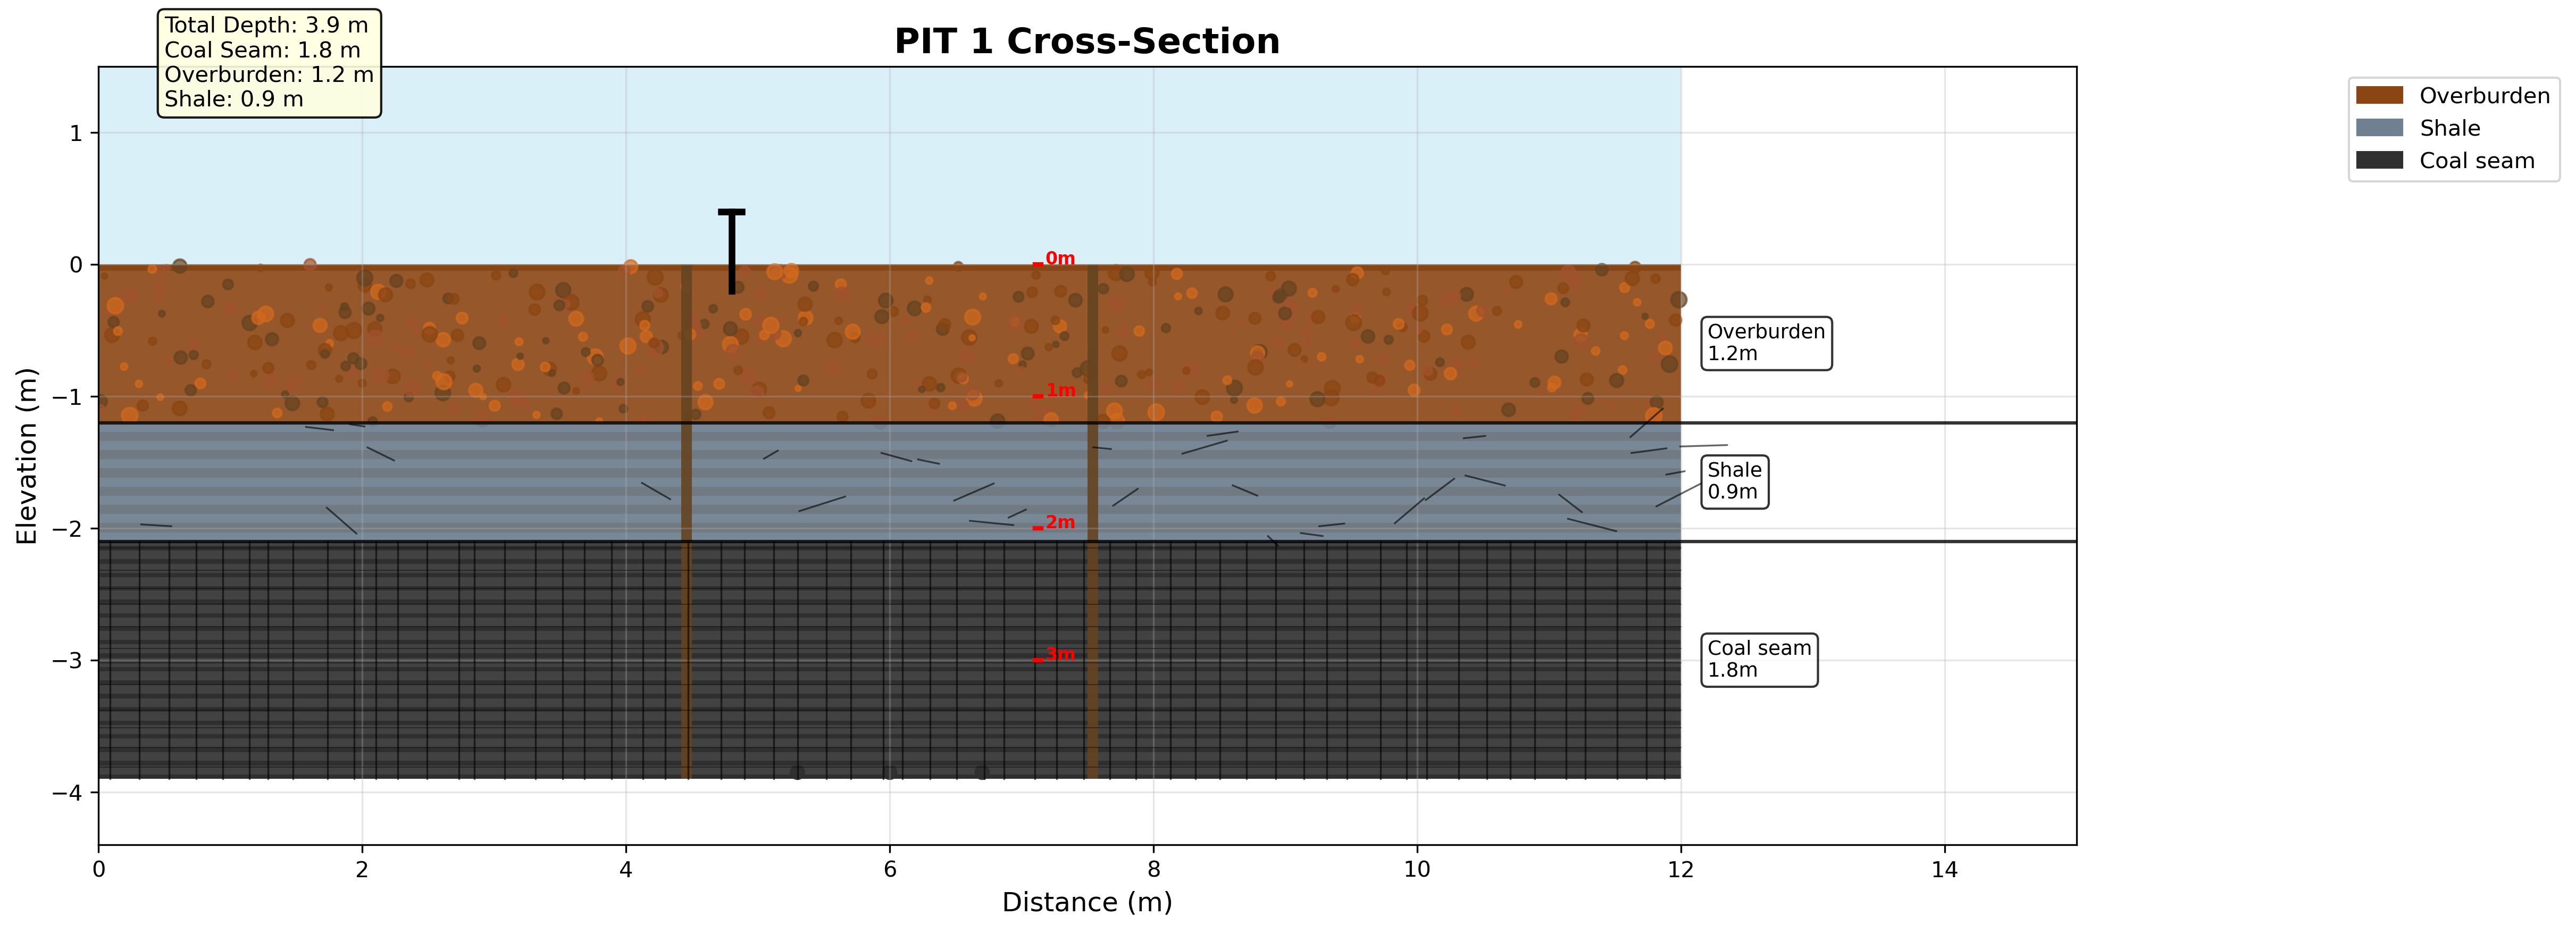 Total Depth: 3.9 m
Coal Seam: 1.8 m
Overburden: 1.2 m
Shale: 0.9 m
PIT 1 Cross-Section
Overburden
Shale
Coal seam
1
0
−1
−2
−3
−4
Elevation (m)
0m
1m
2m
3m
Overburden
1.2m
Shale
0.9m
Coal seam
1.8m
0
2
4
6
8
10
12
14
Distance (m)